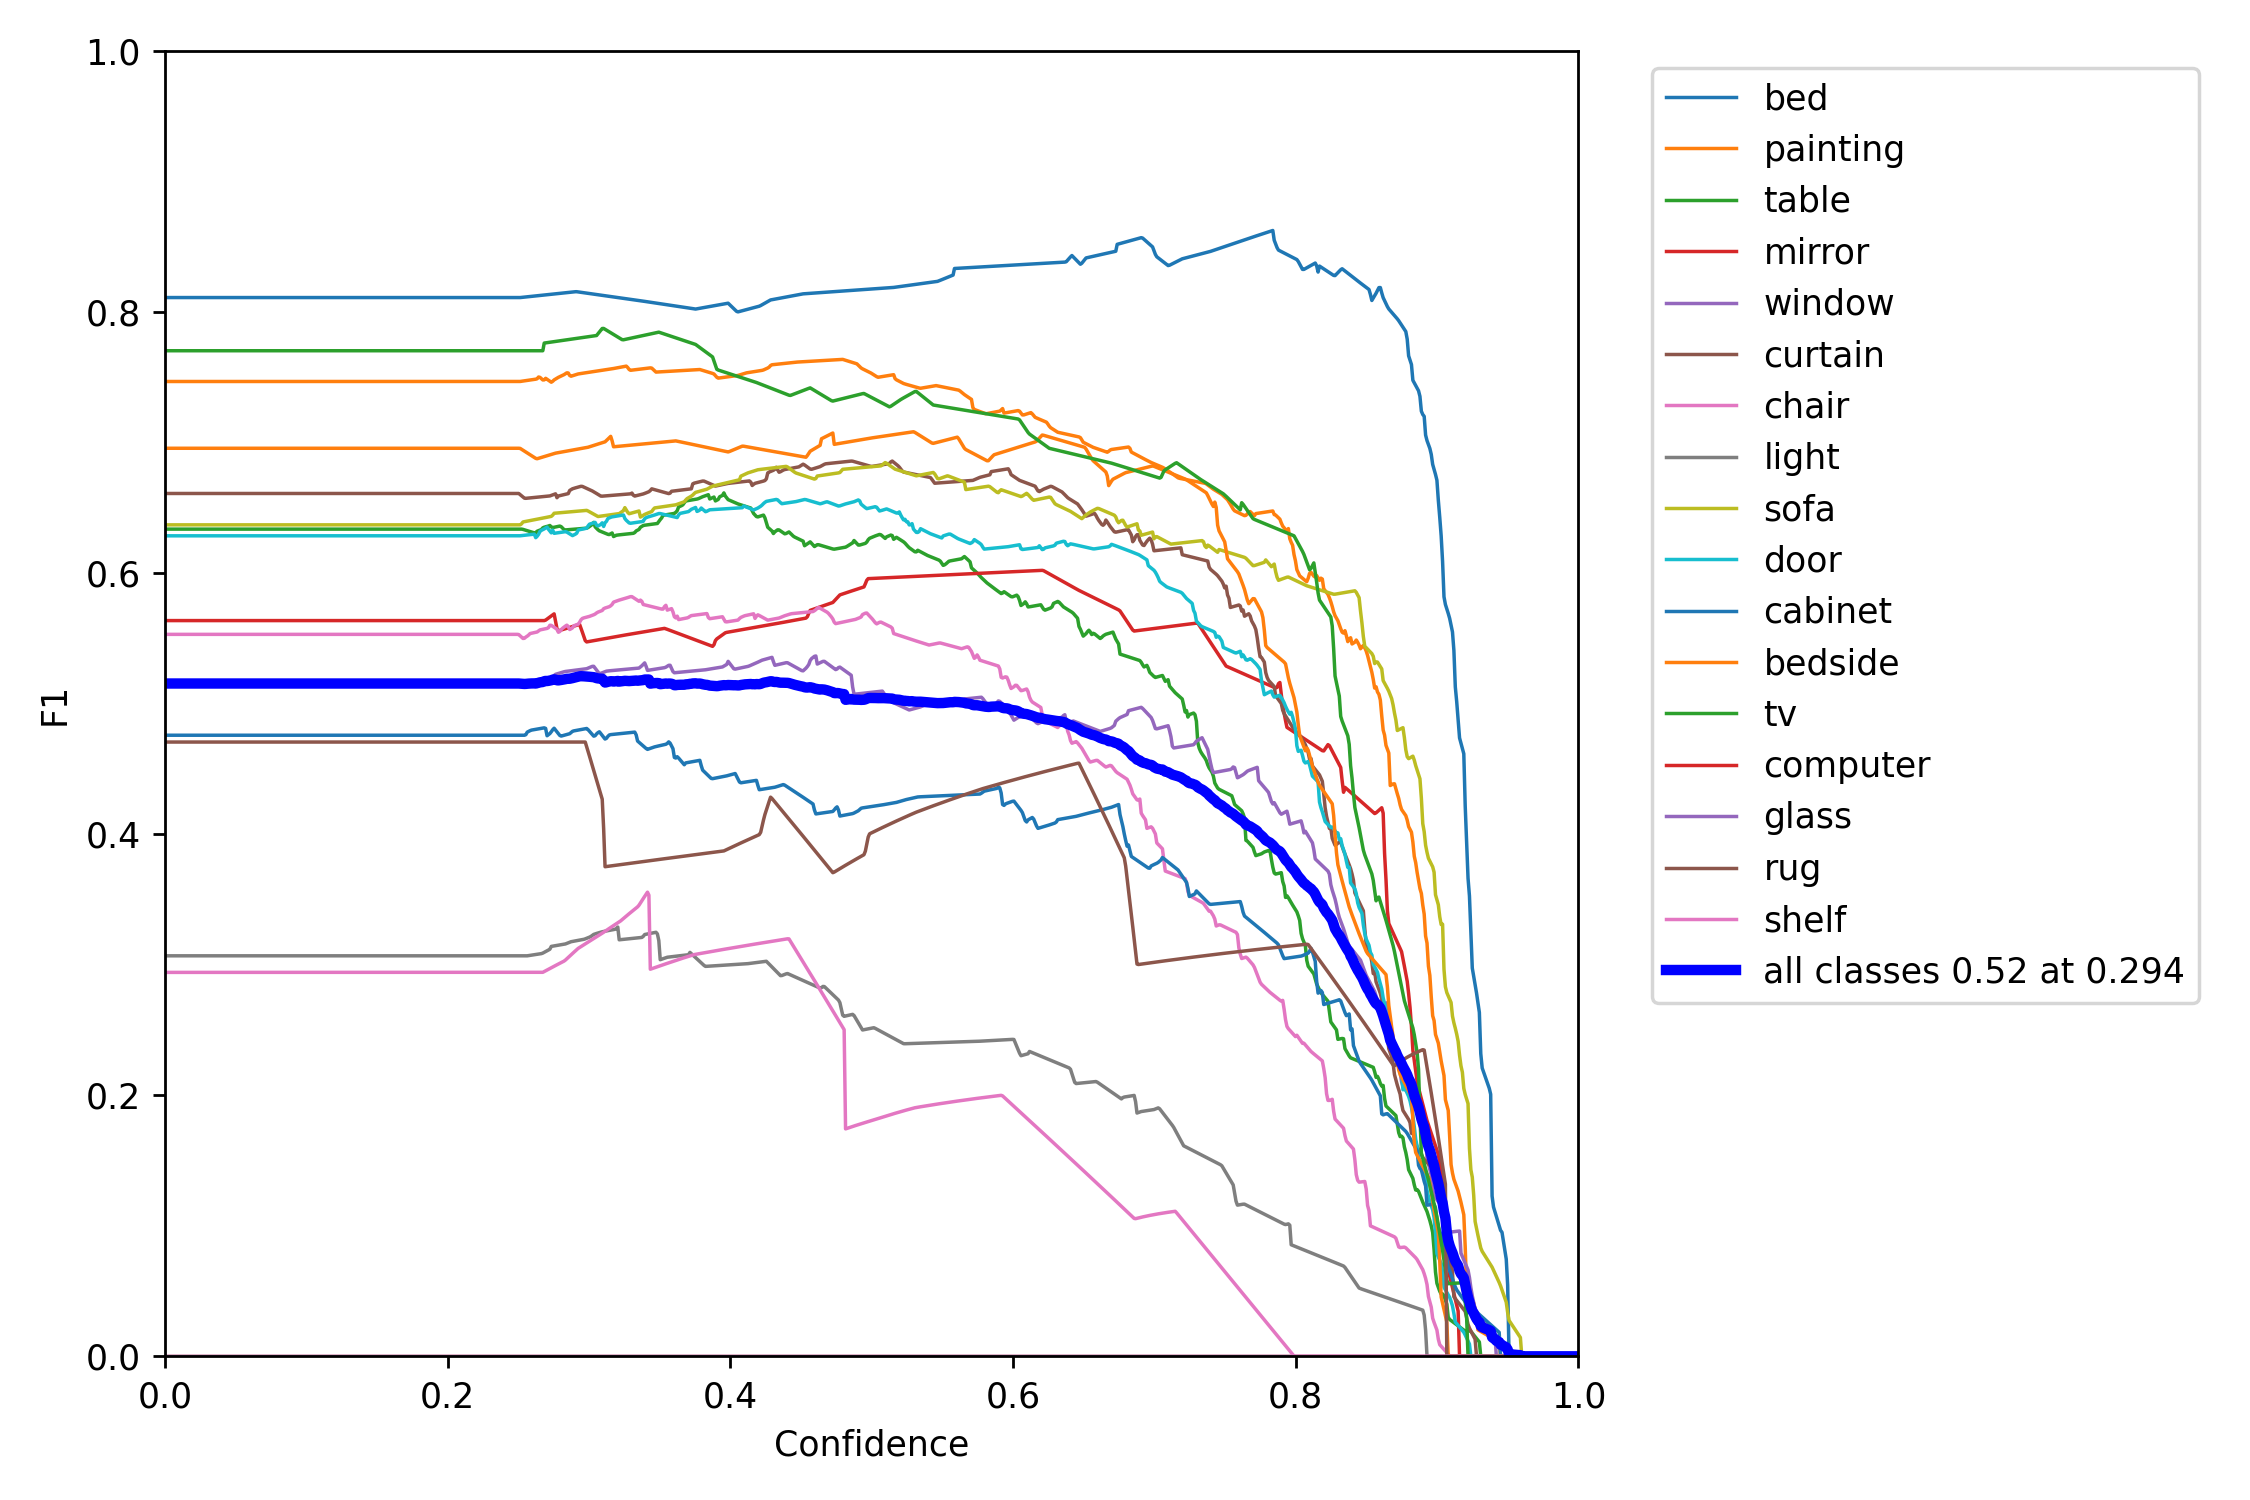 1.0
0.8
0.6
0.4
0.2
0.0
F1
0.0 0.2 0.4 0.6 0.8 1.0
Confidence
bed
painting
table
mirror
window
curtain
chair
light
sofa
door
cabinet
bedside
tv
computer
glass
rug
shelf
all classes 0.52 at 0.294